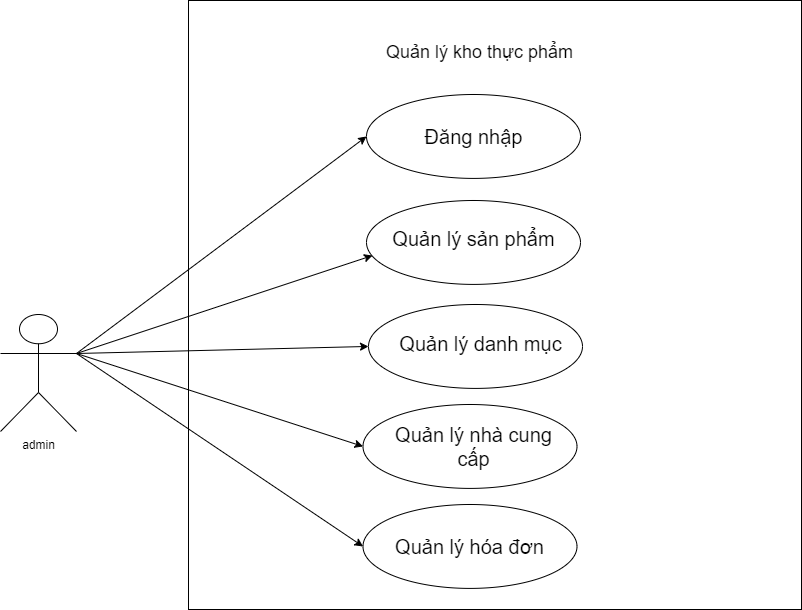 Quản lý kho thực phẩm
Đăng nhập
Quản lý sản phẩm
Quản lý danh mục
Quản lý nhà cung
cấp
Quản lý hóa đơn
admin